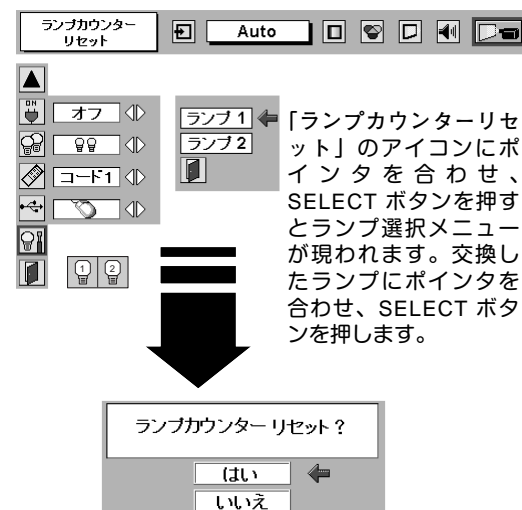 ランプカウンター
リセット
Auto
ON
オフ
コード1
1 2
ランプ 1
ランプ 2
「ランプカウンターリセ
ット」のアイコンにポ
インタを合わせ、
SELECT ボタンを押す
とランプ選択メニュー
が現われます。交換し
たランプにポインタを
合わせ、SELECT ボタ
ンを押します。
ランプカウンター リセット？
はい
いいえ